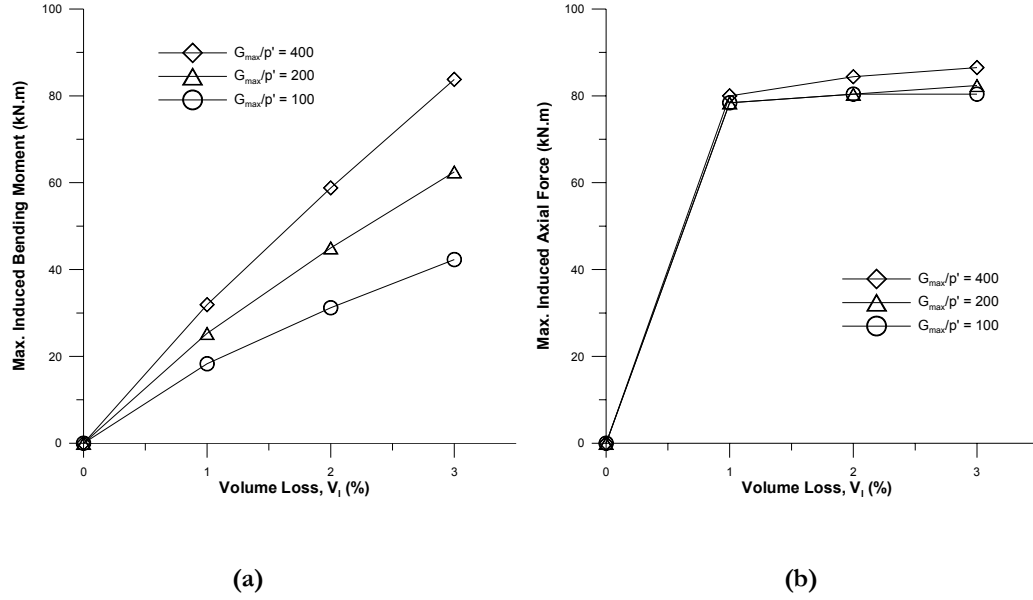 100
80
60
40
20
0
0
1
2
3
Max. Induced Bending Moment (kN.m)
Volume Loss, Vl (%)
Gmax/p' = 400
Gmax/p' = 200
Gmax/p' = 100
(a)
100
80
60
40
20
0
0
1
2
3
Max. Induced Axial Force (kN.m)
Volume Loss, Vl (%)
Gmax/p' = 400
Gmax/p' = 200
Gmax/p' = 100
(b)